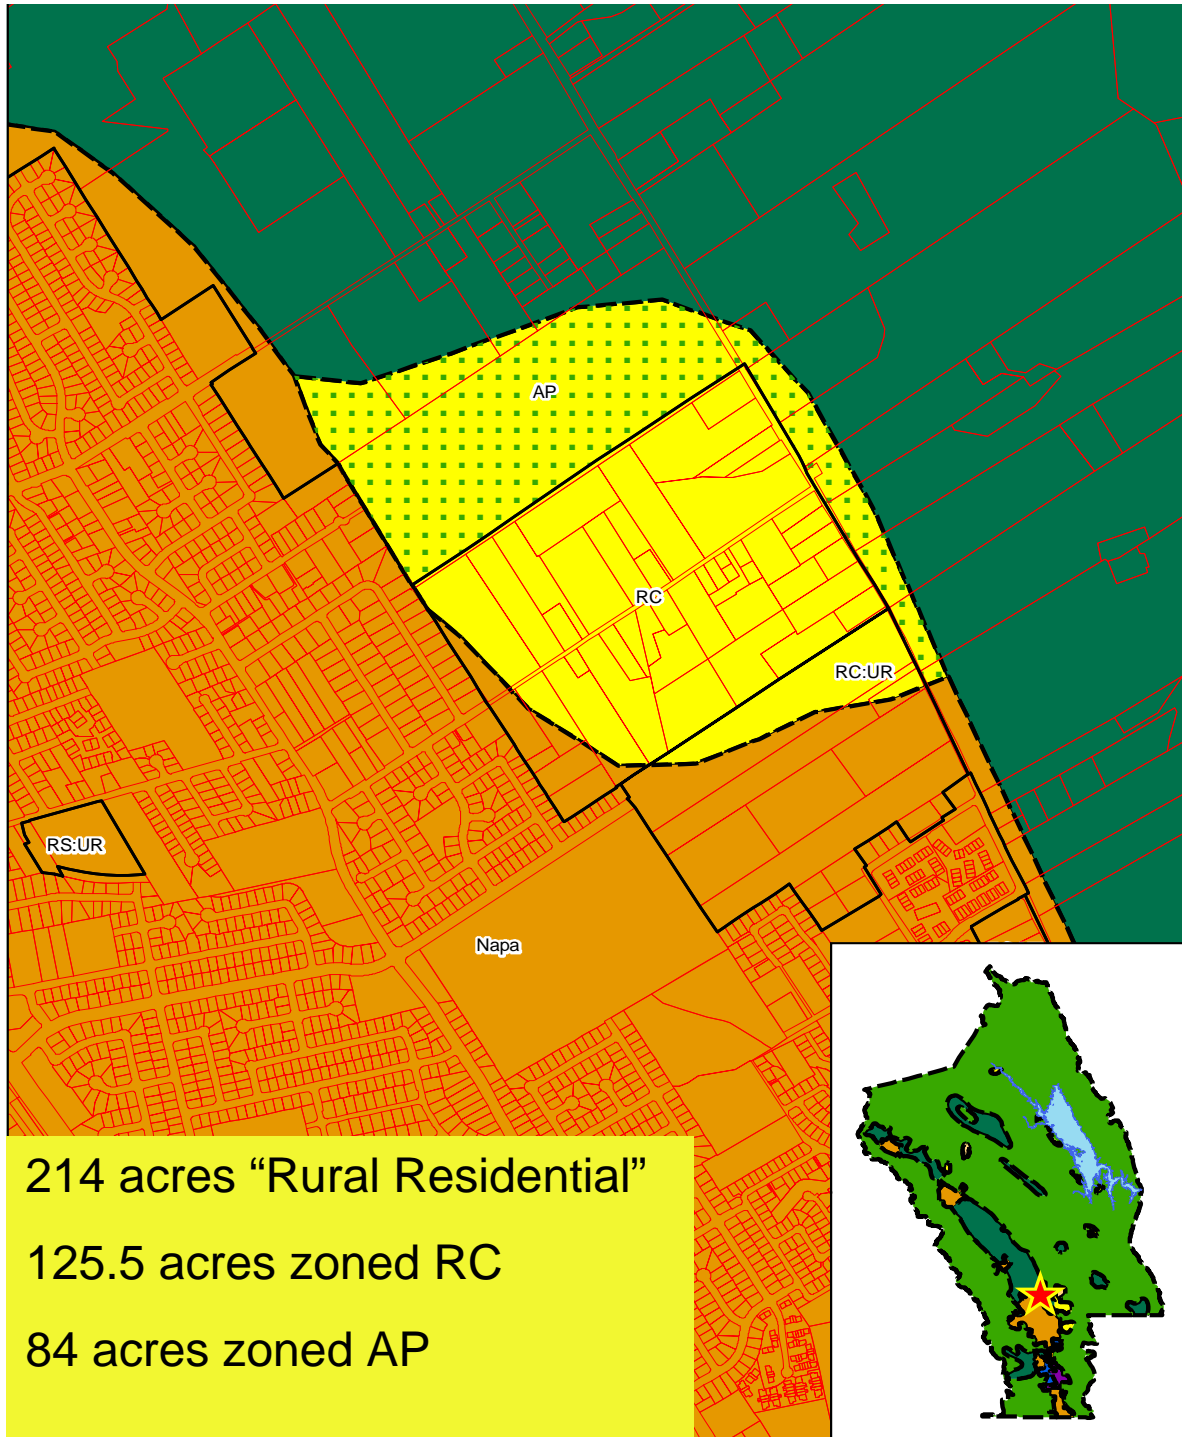 AP
RC
RC:UR
RS:UR
Napa
214 acres “Rural Residential”
125.5 acres zoned RC
84 acres zoned AP